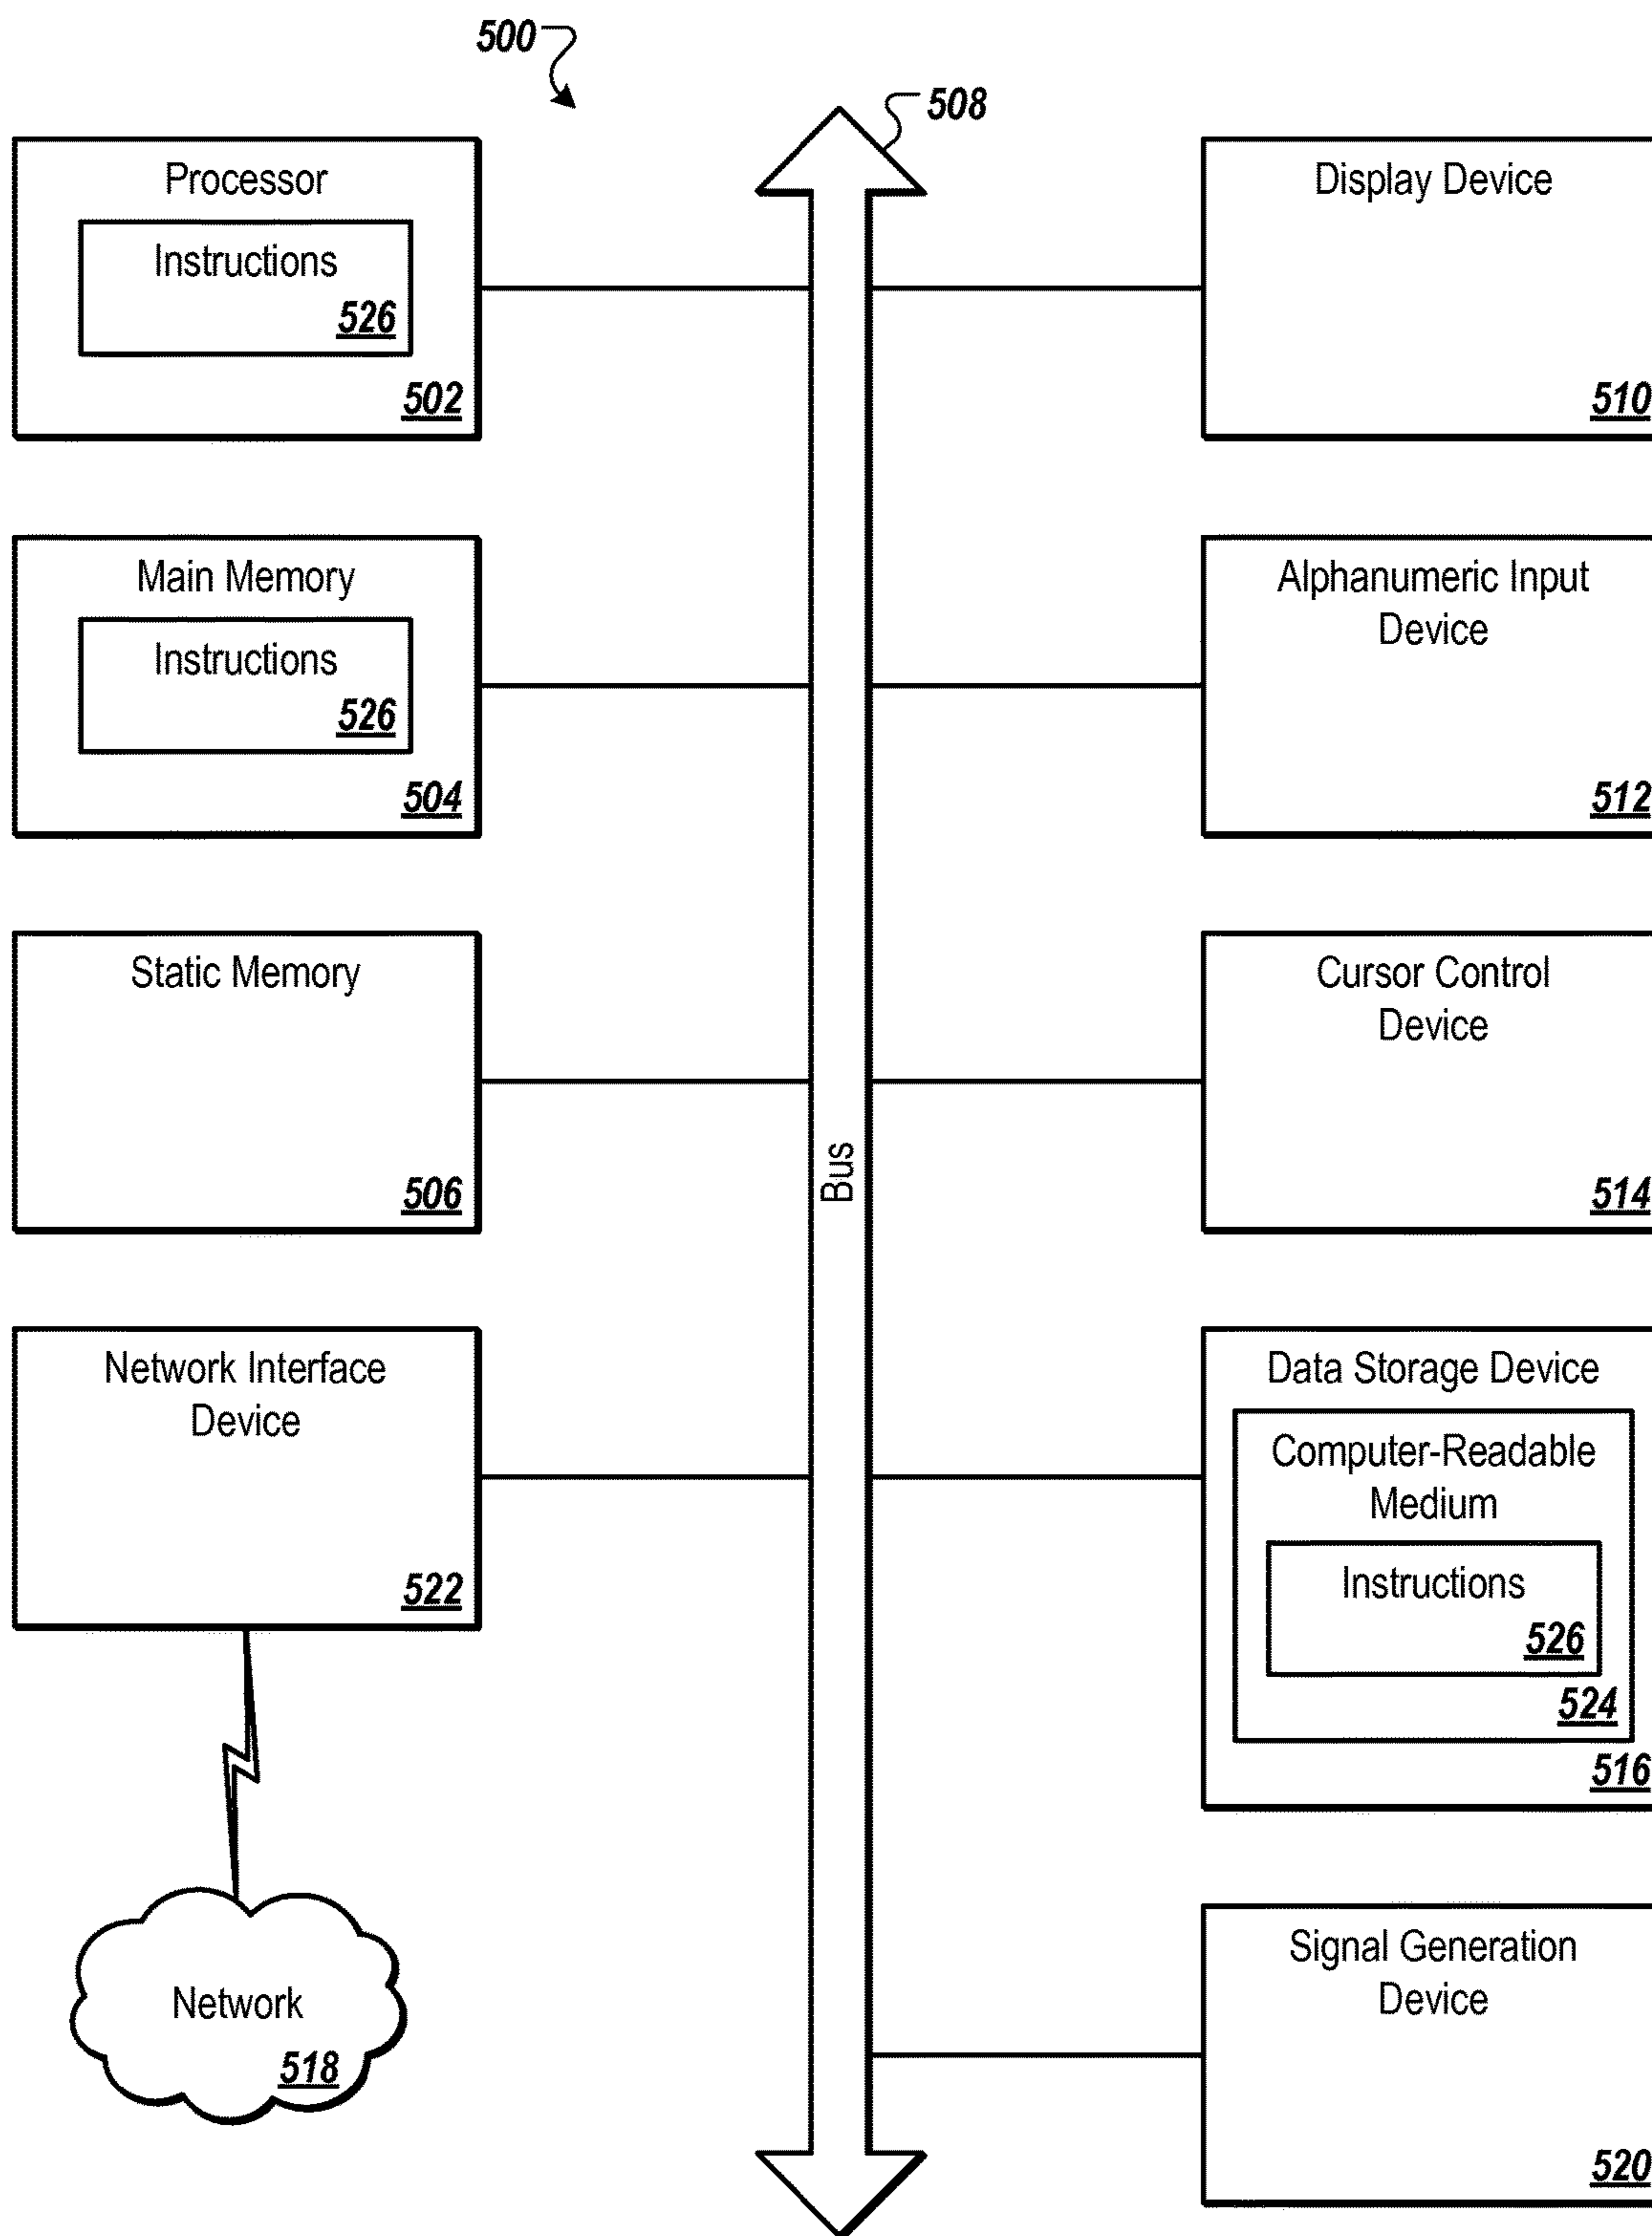 500
508
Processor
Instructions
526
502
Display Device
510
Main Memory
Instructions
526
504
Alphanumeric Input
Device
512
Static Memory
506
Cursor Control
Device
514
Bus
Network Interface
Device
522
Data Storage Device
Computer-Readable
Medium
Instructions
526
524
516
Network
518
Signal Generation
Device
520